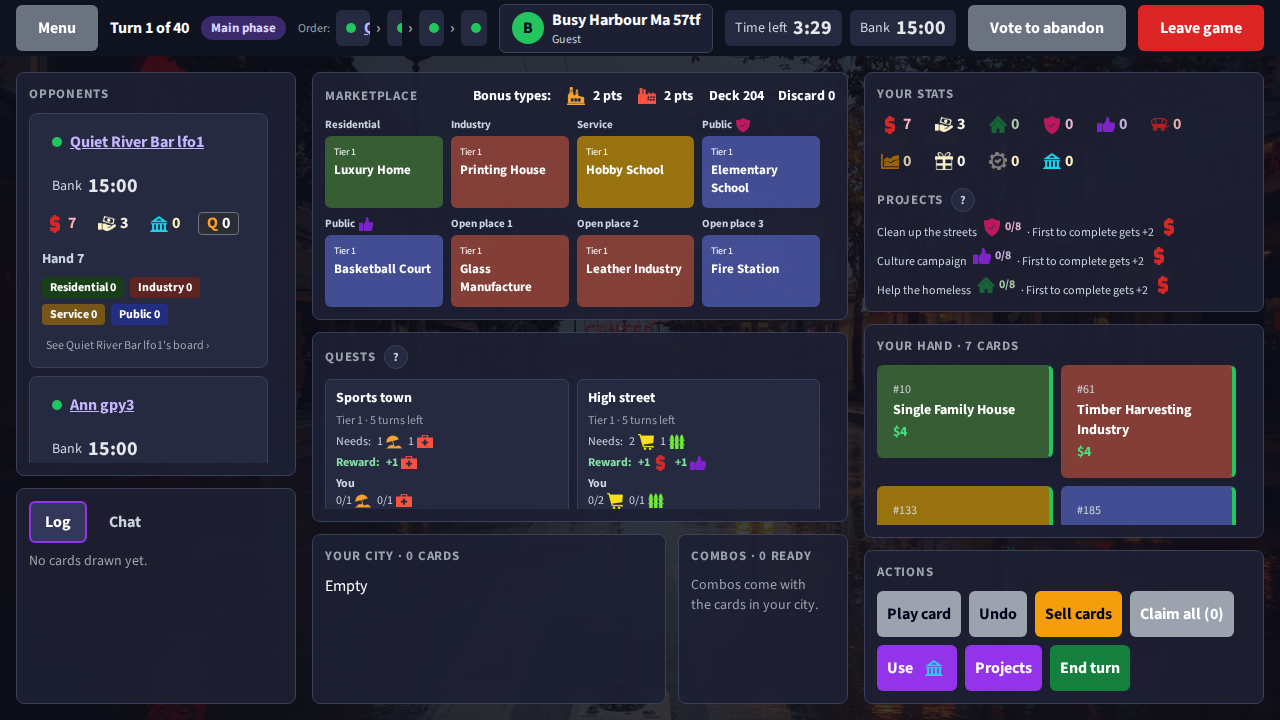 Menu
Turn 1 of 40
Main phase
Order:
B
Busy Harbour Ma 57tf
Guest
Time left 3:29
Bank 15:00
Vote to abandon
Leave game
OPPONENTS
Quiet River Bar lfo1
Bank 15:00
7 3 0 Q 0
Hand 7
Residential 0 Industry 0
Service 0 Public 0
See Quiet River Bar lfo1's board ›
Ann gpy3
Bank 15:00
Log Chat
No cards drawn yet.
MARKETPLACE
Bonus types: 2 pts 2 pts Deck 204 Discard 0
Residential Industry Service Public
Tier 1
Luxury Home
Tier 1
Printing House
Tier 1
Hobby School
Tier 1
Elementary
School
Public Open place 1 Open place 2 Open place 3
Tier 1
Basketball Court
Tier 1
Glass
Manufacture
Tier 1
Leather Industry
Tier 1
Fire Station
QUESTS ?
Sports town
Tier 1 · 5 turns left
Needs: 1 1
Reward: +1
You
0/1 0/1
High street
Tier 1 · 5 turns left
Needs: 2 1
Reward: +1 +1
You
0/2 0/1
YOUR CITY · 0 CARDS
Empty
COMBOS · 0 READY
Combos come with
the cards in your city.
YOUR STATS
7 3 0 0 0 0
0 0 0 0
PROJECTS ?
Clean up the streets 0/8 · First to complete gets +2
Culture campaign 0/8 · First to complete gets +2
Help the homeless 0/8 · First to complete gets +2
YOUR HAND · 7 CARDS
#10
Single Family House
$4
#61
Timber Harvesting
Industry
$4
#133
#185
ACTIONS
Play card Undo Sell cards Claim all (0)
Use Projects End turn